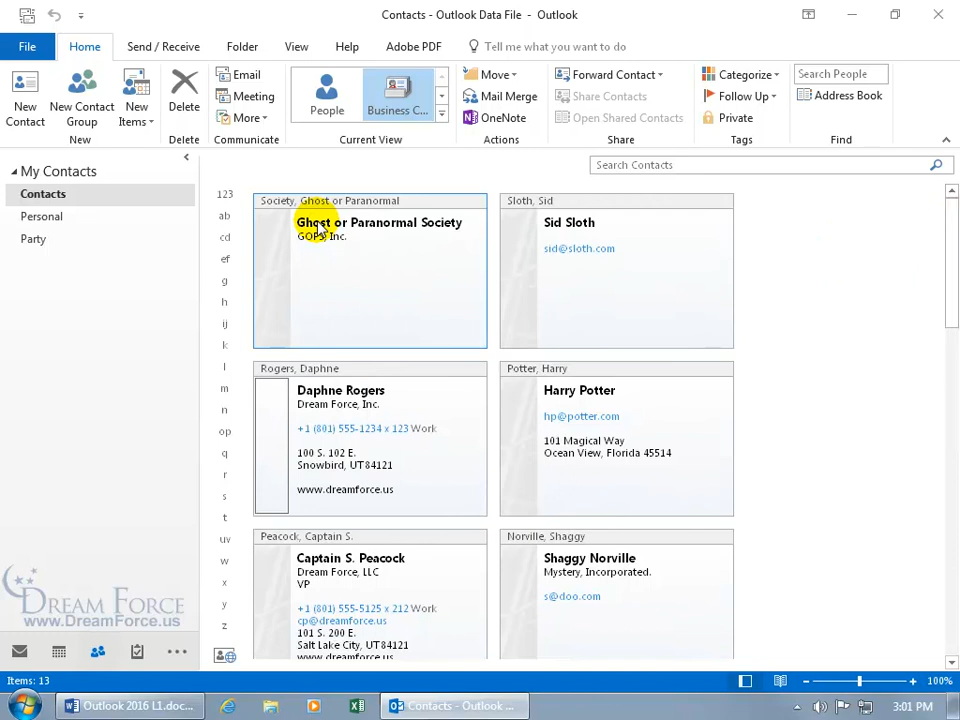 Contacts - Outlook Data File - Outlook
File Home Send / Receive Folder View Help Adobe PDF Tell me what you want to do
New Contact
New Contact Group
New Items
New
Delete
Delete
Email
Meeting
More
Communicate
People
Business C...
Current View
Move
Mail Merge
OneNote
Actions
Forward Contact
Share Contacts
Open Shared Contacts
Share
Categorize
Follow Up
Private
Tags
Search People
Address Book
Find
My Contacts
Contacts
Personal
Party
Search Contacts
123
ab
cd
ef
g
h
ij
k
l
m
n
op
q
r
s
t
uv
w
x
y
z
Society, Ghost or Paranormal
Ghost or Paranormal Society
GOPS, Inc.
Sloth, Sid
Sid Sloth
sid@sloth.com
Rogers, Daphne
Daphne Rogers
Dream Force, Inc.
+1 (801) 555-1234 x 123 Work
100 S. 102 E.
Snowbird, UT84121
www.dreamforce.us
Potter, Harry
Harry Potter
hp@potter.com
101 Magical Way
Ocean View, Florida 45514
Peacock, Captain S.
Captain S. Peacock
Dream Force, LLC
VP
+1 (801) 555-5125 x 212 Work
cp@dreamforce.us
101 S. 200 E.
Salt Lake City, UT84121
www.dreamforce.us
Norville, Shaggy
Shaggy Norville
Mystery, Incorporated.
s@doo.com
DREAM FORCE
www.DreamForce.us
Items: 13
100%
Outlook 2016 L1.doc...
Contacts - Outlook ...
3:01 PM